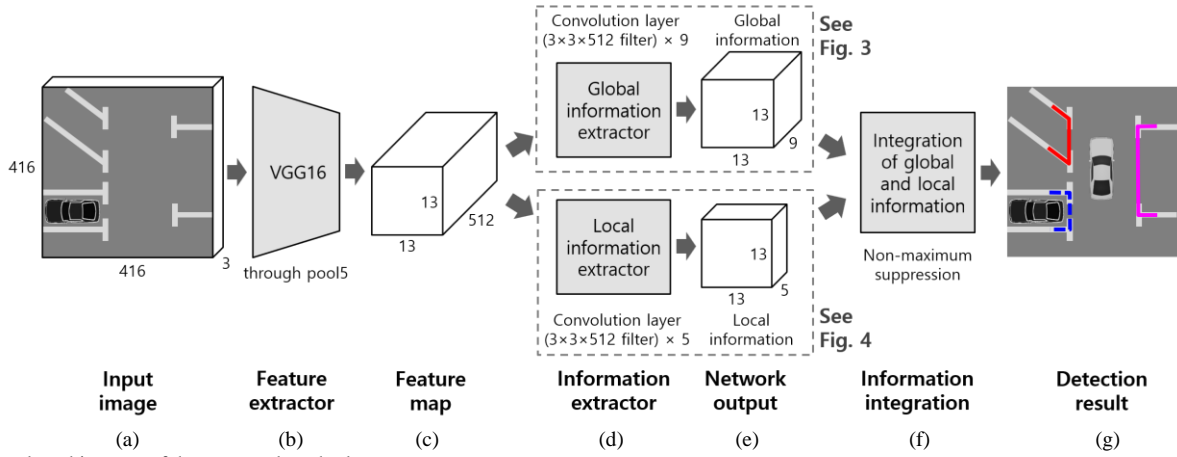 Convolution layer
(3×3×512 filter) × 9
Global
information
See
Fig. 3
Global
information
extractor
13
13
9
416
416
3
VGG16
through pool5
13
13
512
Local
information
extractor
13
13
5
Convolution layer
(3×3×512 filter) × 5
Local
information
See
Fig. 4
Integration
of global
and local
information
Non-maximum
suppression
Input
image
Feature
extractor
Feature
map
Information
extractor
Network
output
Information
integration
Detection
result
(a)
(b)
(c)
(d)
(e)
(f)
(g)